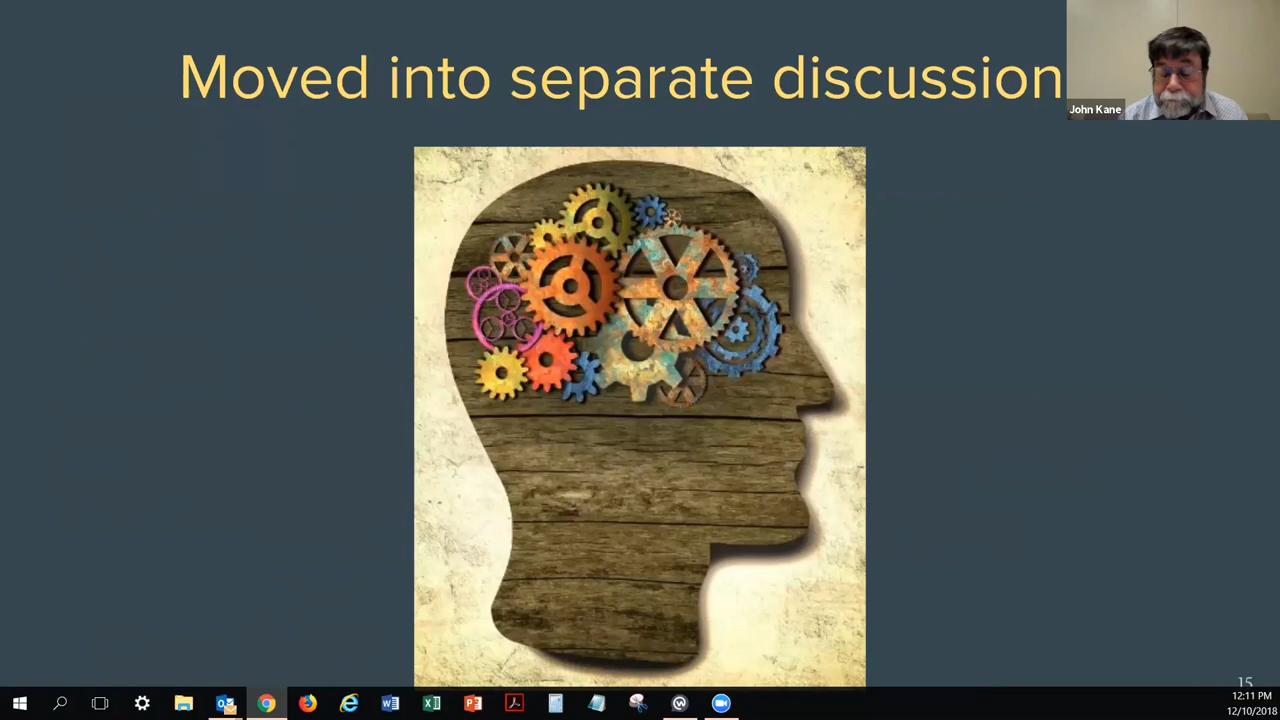 Moved into separate discussion
John Kane
15
12:11 PM
12/10/2018